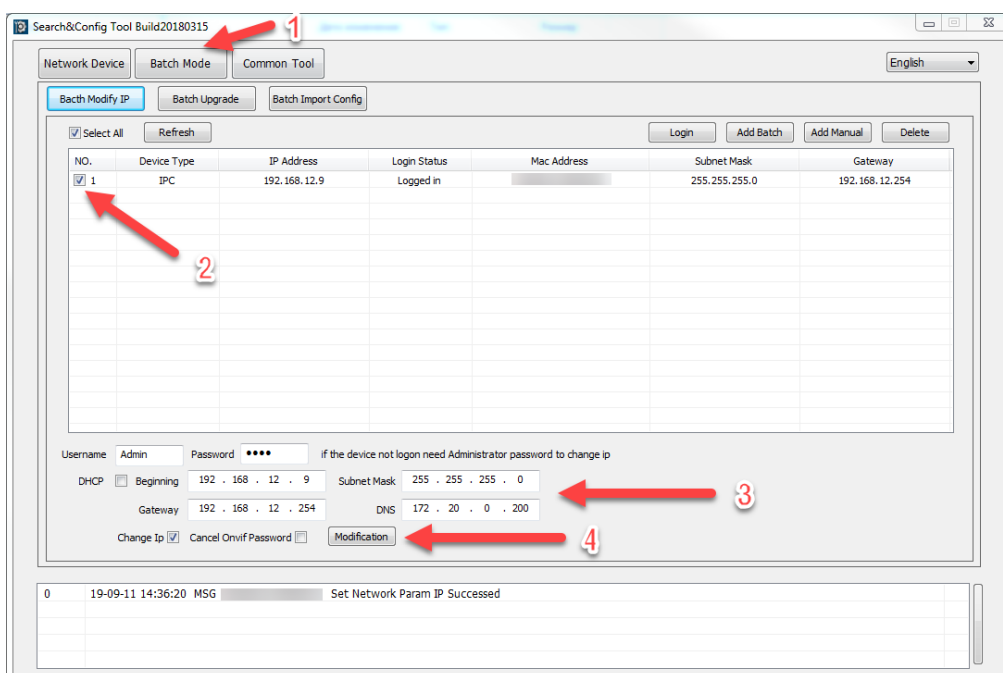 Search&Config Tool Build20180315
1
Network Device Batch Mode Common Tool English
Bacth Modify IP Batch Upgrade Batch Import Config
Select All Refresh Login Add Batch Add Manual Delete
NO. Device Type IP Address Login Status Mac Address Subnet Mask Gateway
1 IPC 192.168.12.9 Logged in 255.255.255.0 192.168.12.254
2
Username Admin Password •••• if the device not logon need Administrator password to change ip
DHCP Beginning 192 . 168 . 12 . 9 Subnet Mask 255 . 255 . 255 . 0
3
Gateway 192 . 168 . 12 . 254 DNS 172 . 20 . 0 . 200
Change Ip Cancel Onvif Password Modification
4
0 19-09-11 14:36:20 MSG Set Network Param IP Successed